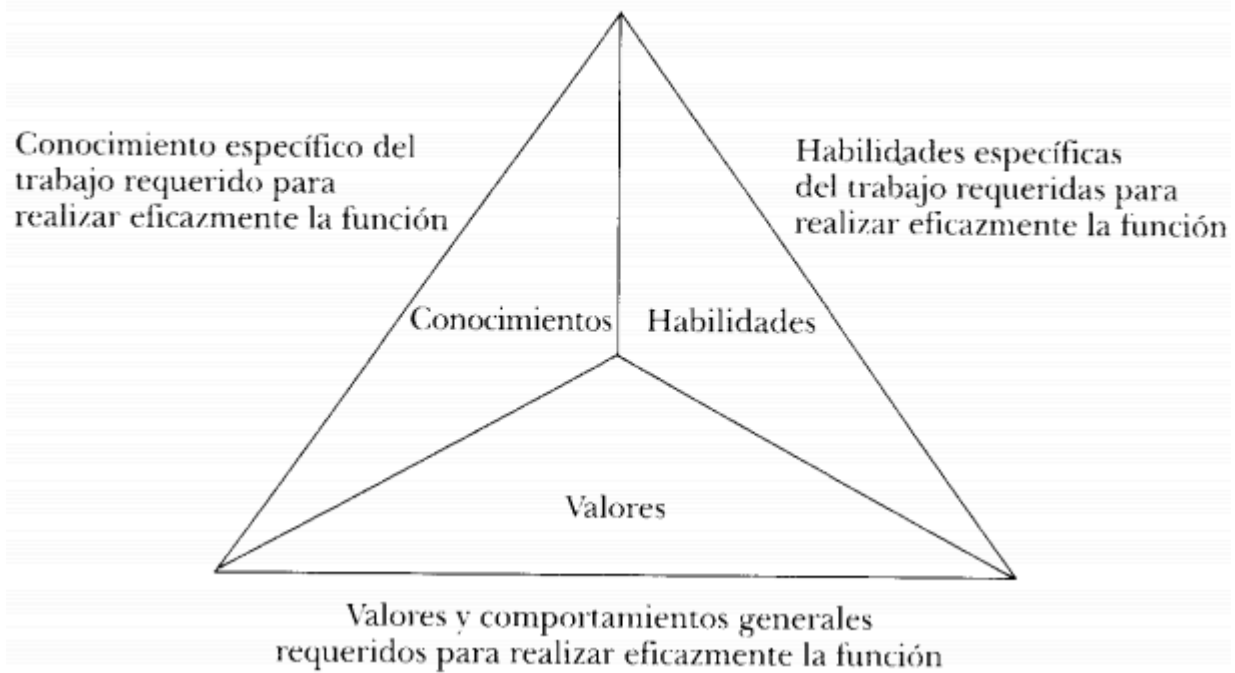 Conocimiento específico del
trabajo requerido para
realizar eficazmente la función
Habilidades específicas
del trabajo requeridas para
realizar eficazmente la función
Conocimientos
Habilidades
Valores
Valores y comportamientos generales
requeridos para realizar eficazmente la función